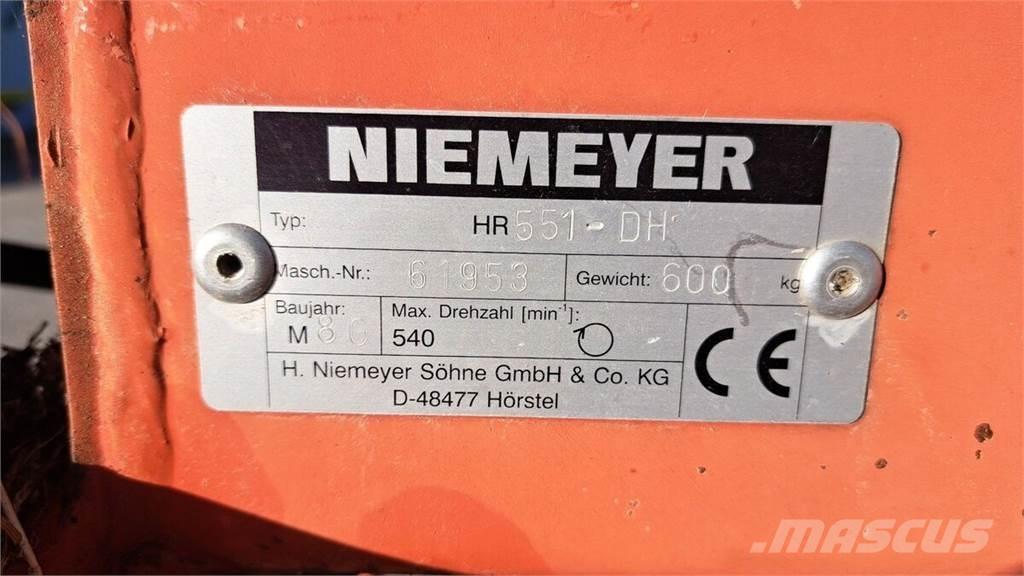 NIEMEYER
Typ: HR 551-DH
Masch.-Nr.: 61953 Gewicht: 600 kg
Baujahr: Max. Drehzahl [min⁻¹]:
M 540
H. Niemeyer Söhne GmbH & Co. KG
D-48477 Hörstel
CE
MASCUS